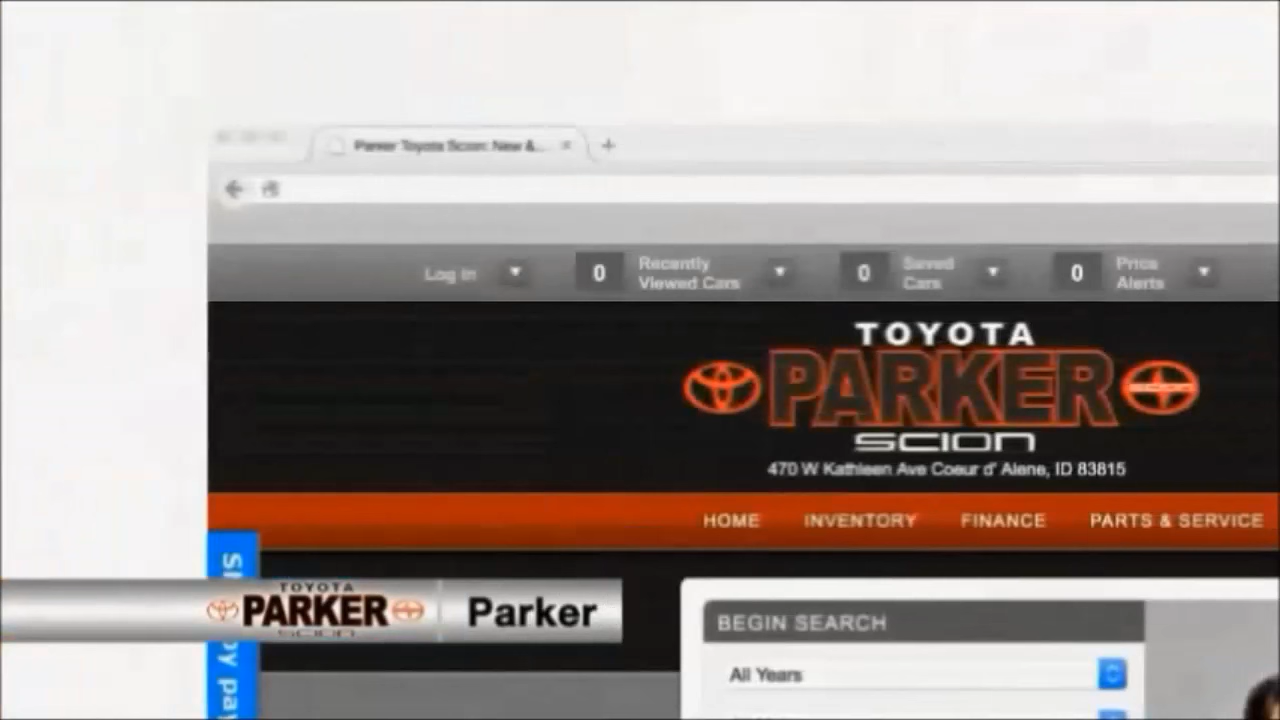 Parker Toyota Scion: New &...
Log in
0 Recently Viewed Cars
0 Saved Cars
0 Price Alerts
TOYOTA
PARKER
SCION
470 W Kathleen Ave Coeur d' Alene, ID 83815
HOME INVENTORY FINANCE PARTS & SERVICE
TOYOTA
PARKER
SCION
Parker
BEGIN SEARCH
All Years